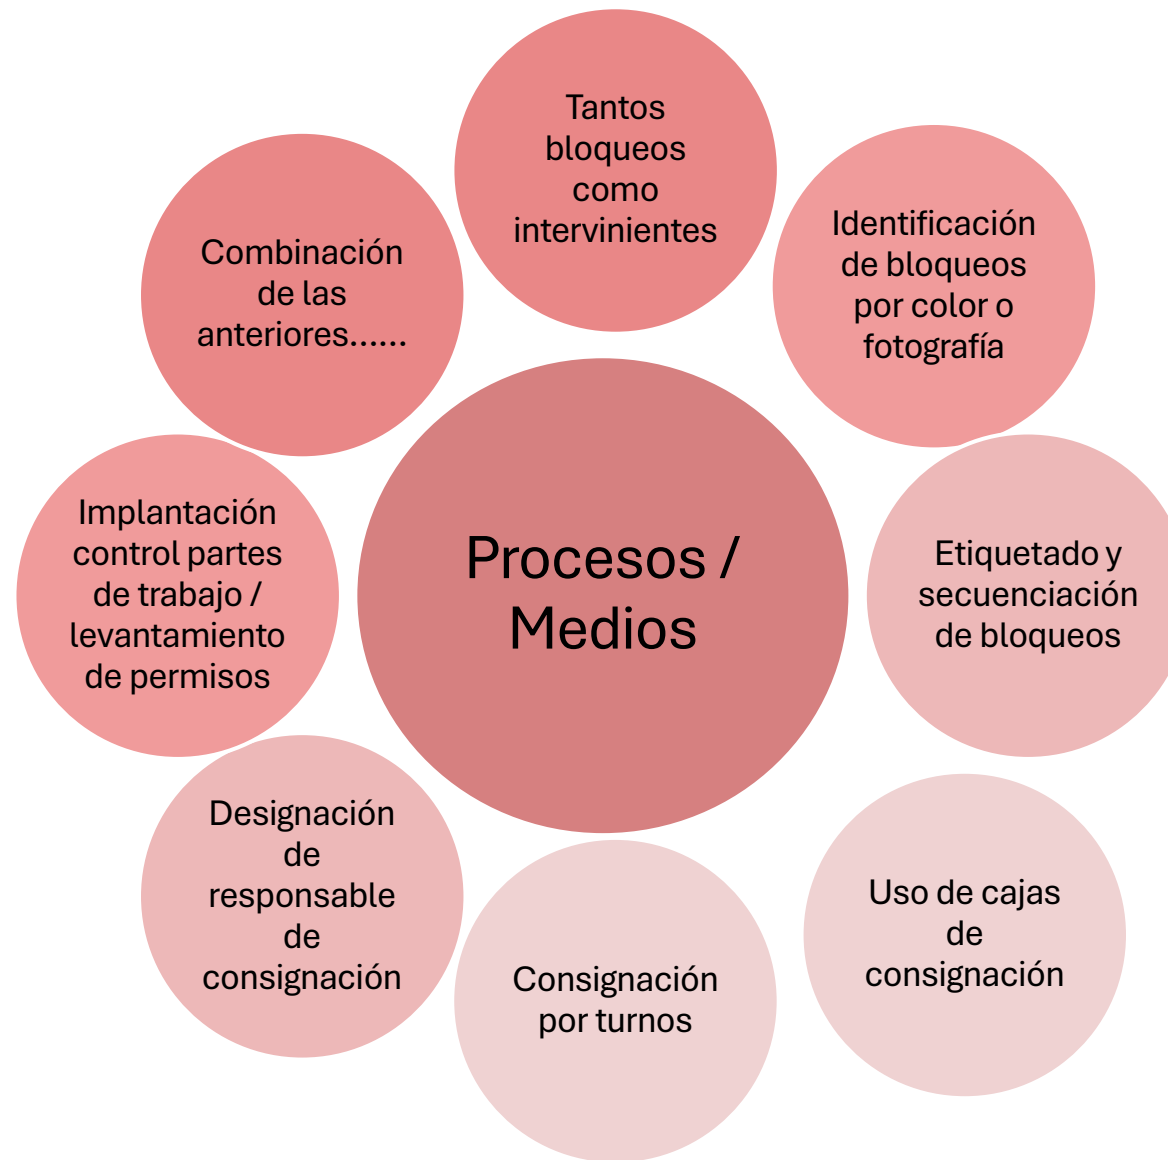 Tantos
bloqueos
como
intervinientes
Identificación
de bloqueos
por color o
fotografía
Etiquetado y
secuenciación
de bloqueos
Uso de cajas
de
consignación
Consignación
por turnos
Designación
de
responsable
de
consignación
Implantación
control partes
de trabajo /
levantamiento
de permisos
Combinación
de las
anteriores......
Procesos /
Medios